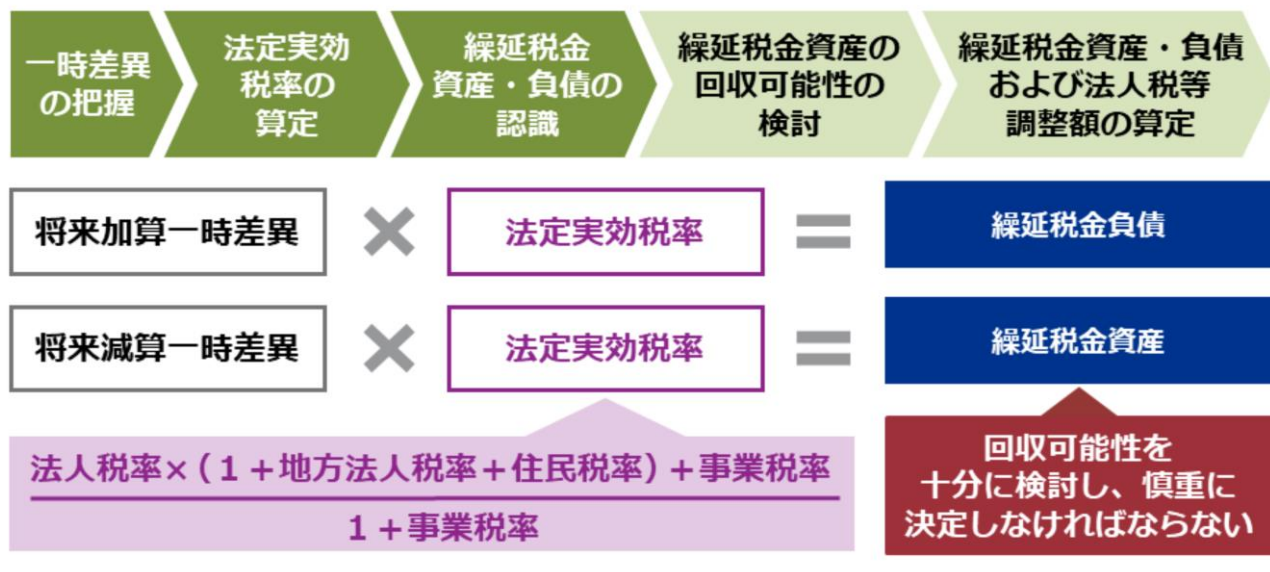 一時差異
の把握
法定実効
税率の
算定
繰延税金
資産・負債の
認識
繰延税金資産の
回収可能性の
検討
繰延税金資産・負債
および法人税等
調整額の算定
将来加算一時差異 × 法定実効税率 = 繰延税金負債
将来減算一時差異 × 法定実効税率 = 繰延税金資産
法人税率×(1+地方法人税率+住民税率)+事業税率
1+事業税率
回収可能性を
十分に検討し、慎重に
決定しなければならない